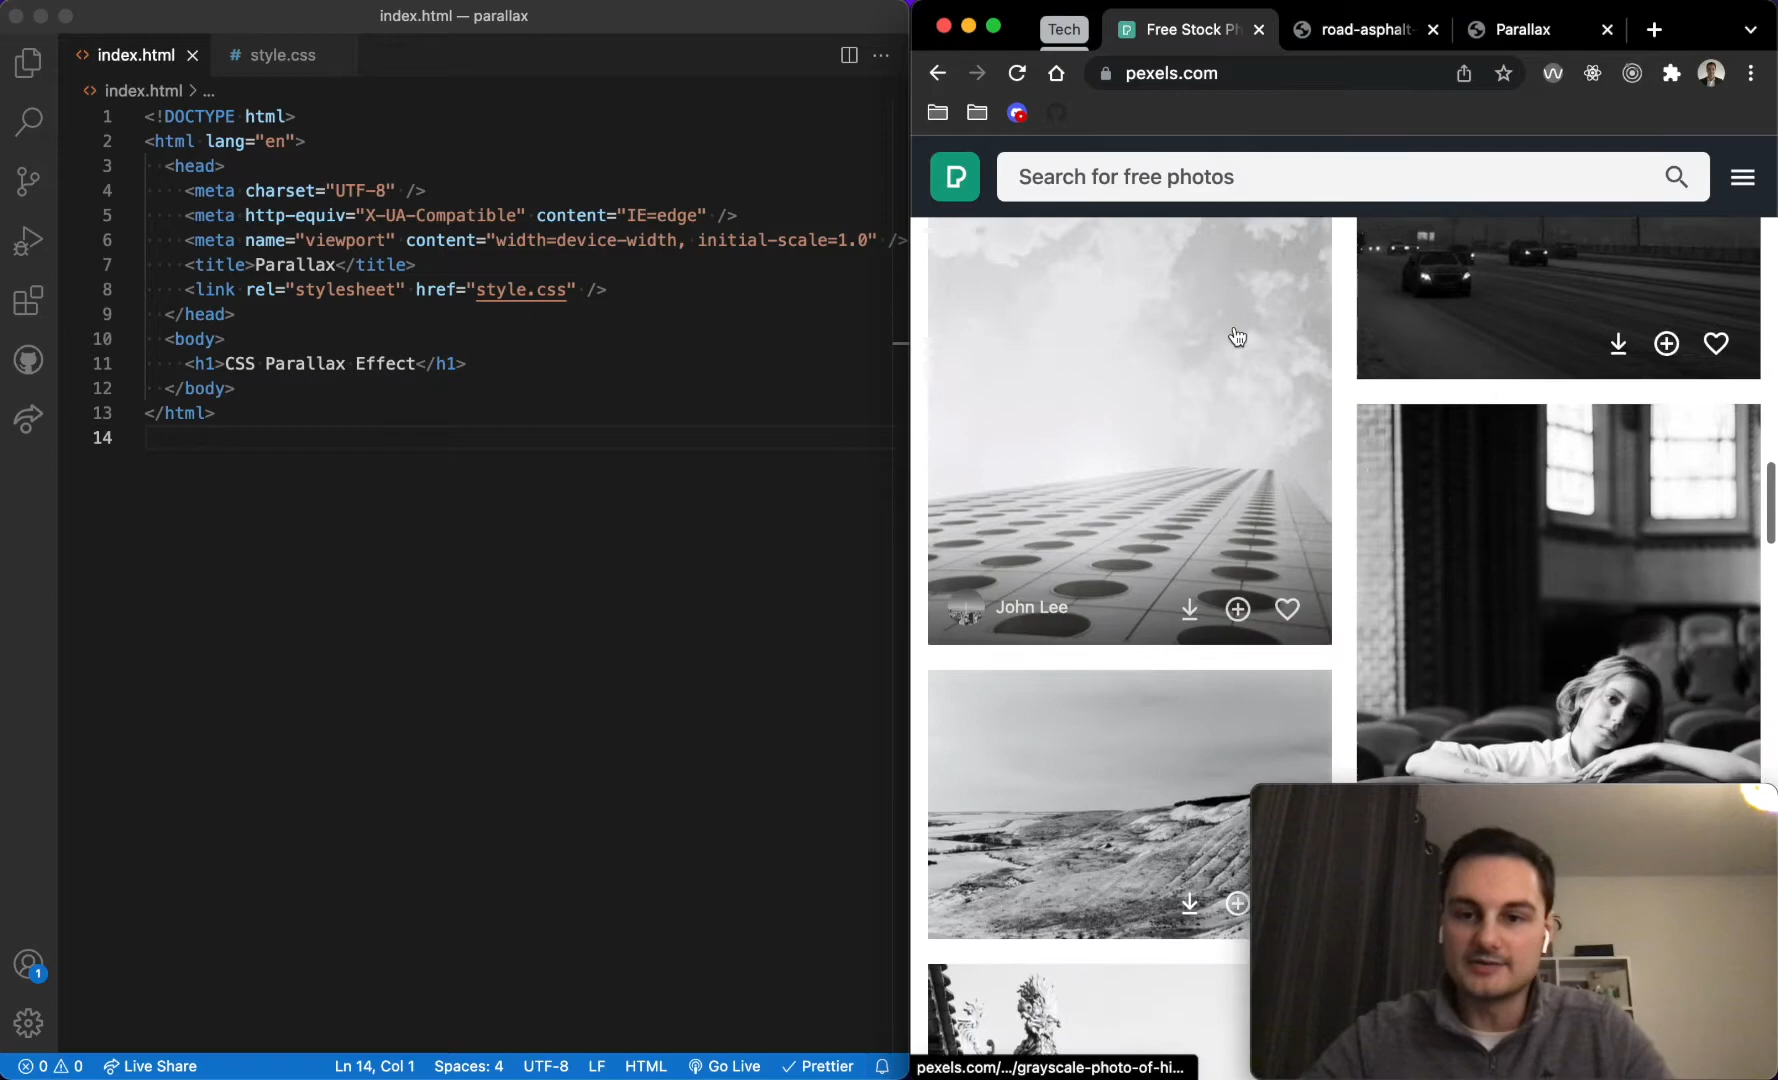 index.html — parallax
index.html
# style.css
index.html > ...
1 <!DOCTYPE html>
2 <html lang="en">
3 <head>
4 <meta charset="UTF-8" />
5 <meta http-equiv="X-UA-Compatible" content="IE=edge" />
6 <meta name="viewport" content="width=device-width, initial-scale=1.0" />
7 <title>Parallax</title>
8 <link rel="stylesheet" href="style.css" />
9 </head>
10 <body>
11 <h1>CSS Parallax Effect</h1>
12 </body>
13 </html>
14
1
0 0 Live Share Ln 14, Col 1 Spaces: 4 UTF-8 LF HTML Go Live Prettier
Tech Free Stock Ph road-asphalt- Parallax
pexels.com
Search for free photos
John Lee
pexels.com/.../grayscale-photo-of-hi...